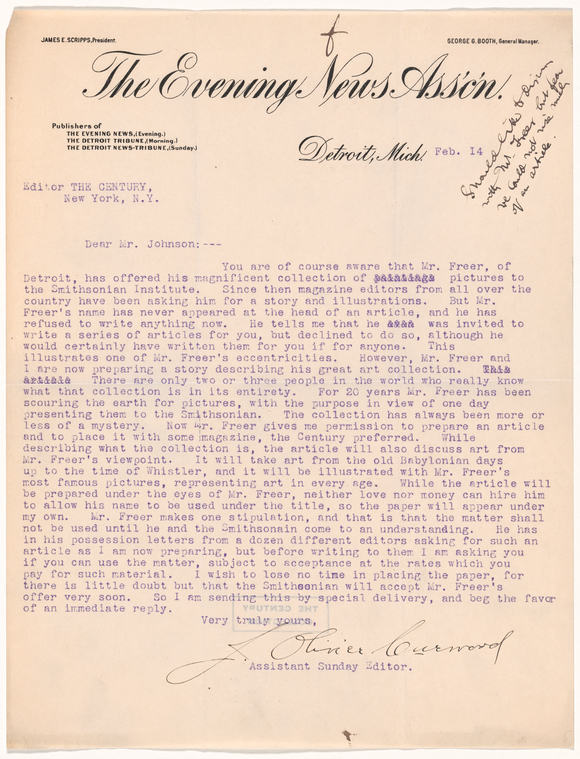 JAMES E. SCRIPPS, President.
GEORGE G. BOOTH, General Manager.
The Evening News Ass'c'n.
Publishers of
THE EVENING NEWS, (Evening.)
THE DETROIT TRIBUNE, (Morning.)
THE DETROIT NEWS-TRIBUNE, (Sunday.)
Detroit, Mich. Feb. 14
Should like to
with Mr. Freer but fear
we could not
of an article.
Editor THE CENTURY,
New York, N.Y.
Dear Mr. Johnson:---
You are of course aware that Mr. Freer, of
Detroit, has offered his magnificent collection of paintings pictures to
the Smithsonian Institute. Since then magazine editors from all over the
country have been asking him for a story and illustrations. But Mr.
Freer's name has never appeared at the head of an article, and he has
refused to write anything now. He tells me that he was invited to
write a series of articles for you, but declined to do so, although he
would certainly have written them for you if for anyone. This
illustrates one of Mr. Freer's eccentricities. However, Mr. Freer and
I are now preparing a story describing his great art collection. This
article There are only two or three people in the world who really know
what that collection is in its entirety. For 20 years Mr. Freer has been
scouring the earth for pictures, with the purpose in view of one day
presenting them to the Smithsonian. The collection has always been more or
less of a mystery. Now Mr. Freer gives me permission to prepare an article
and to place it with some magazine, the Century preferred. While
describing what the collection is, the article will also discuss art from
Mr. Freer's viewpoint. It will take art from the old Babylonian days
up to the time of Whistler, and it will be illustrated with Mr. Freer's
most famous pictures, representing art in every age. While the article will
be prepared under the eyes of Mr. Freer, neither love nor money can hire him
to allow his name to be used under the title, so the paper will appear under
my own. Mr. Freer makes one stipulation, and that is that the matter shall
not be used until he and the Smithsonain come to an understanding. He has
in his possession letters from a dozen different editors asking for such an
article as I am now preparing, but before writing to them I am asking you
if you can use the matter, subject to acceptance at the rates which you
pay for such material. I wish to lose no time in placing the paper, for
there is little doubt but that the Smithsonian will accept Mr. Freer's
offer very soon. So I am sending this by special delivery, and beg the favor
of an immediate reply.
THE CENTURY
Very truly yours,
J. Olivier Curwood
Assistant Sunday Editor.